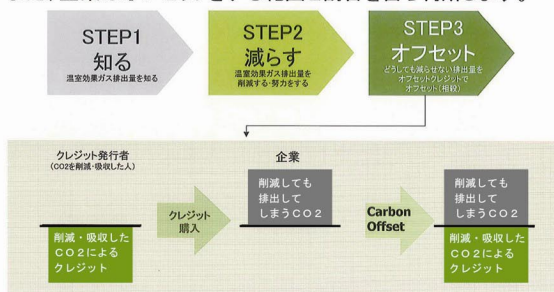 STEP1
知る
温室効果ガス排出量を知る
STEP2
減らす
温室効果ガス排出量を
削減する・努力をする
STEP3
オフセット
どうしても減らせない排出量を
オフセットクレジットで
オフセット(相殺)
クレジット発行者
(CO2を削減・吸収した人)
企業
削減・吸収した
CO2による
クレジット
クレジット
購入
削減しても
排出して
しまうCO2
Carbon
Offset
削減しても
排出して
しまうCO2
削減・吸収した
CO2による
クレジット